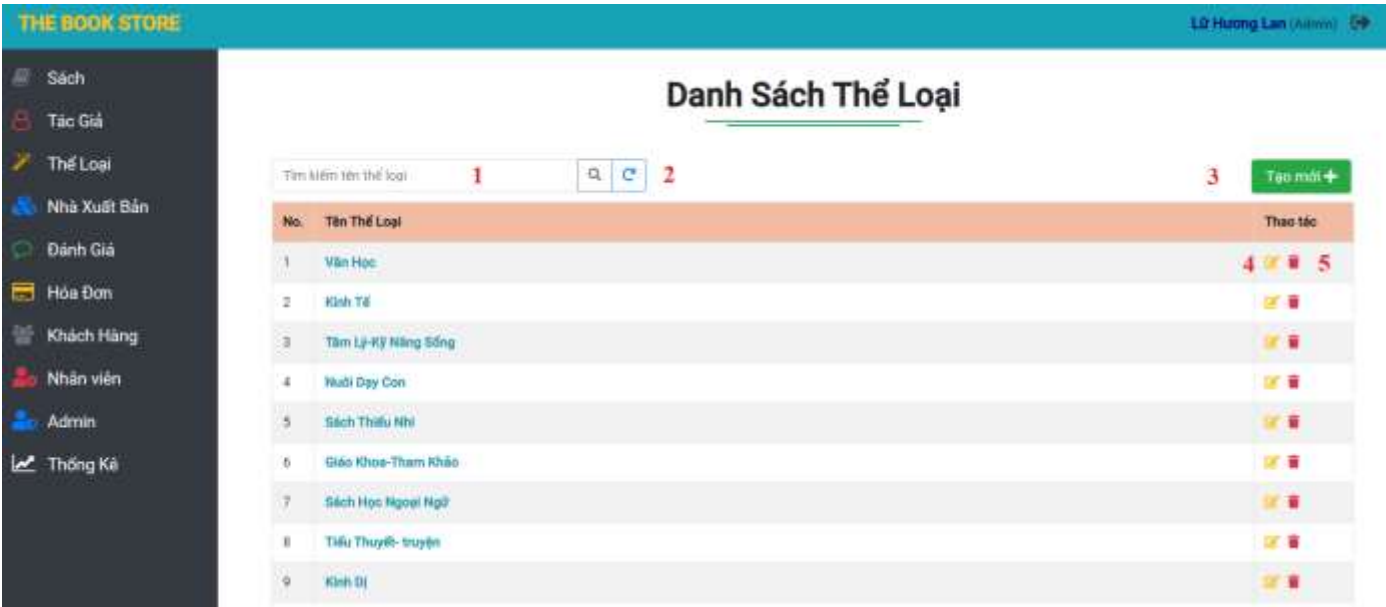 THE BOOK STORE
Lữ Hương Lan (Admin)
Sách
Tác Giả
Thể Loại
Nhà Xuất Bản
Đánh Giá
Hóa Đơn
Khách Hàng
Nhân viên
Admin
Thống Kê
Danh Sách Thể Loại
Tìm kiếm tên thể loại 1 2 3 Tạo mới
No. Tên Thể Loại Thao tác
1 Văn Học 4 5
2 Kinh Tế
3 Tâm Lý-Kỹ Năng Sống
4 Nuôi Dạy Con
5 Sách Thiếu Nhi
6 Giáo Khoa-Tham Khảo
7 Sách Học Ngoại Ngữ
8 Tiểu Thuyết- truyện
9 Kinh Dị